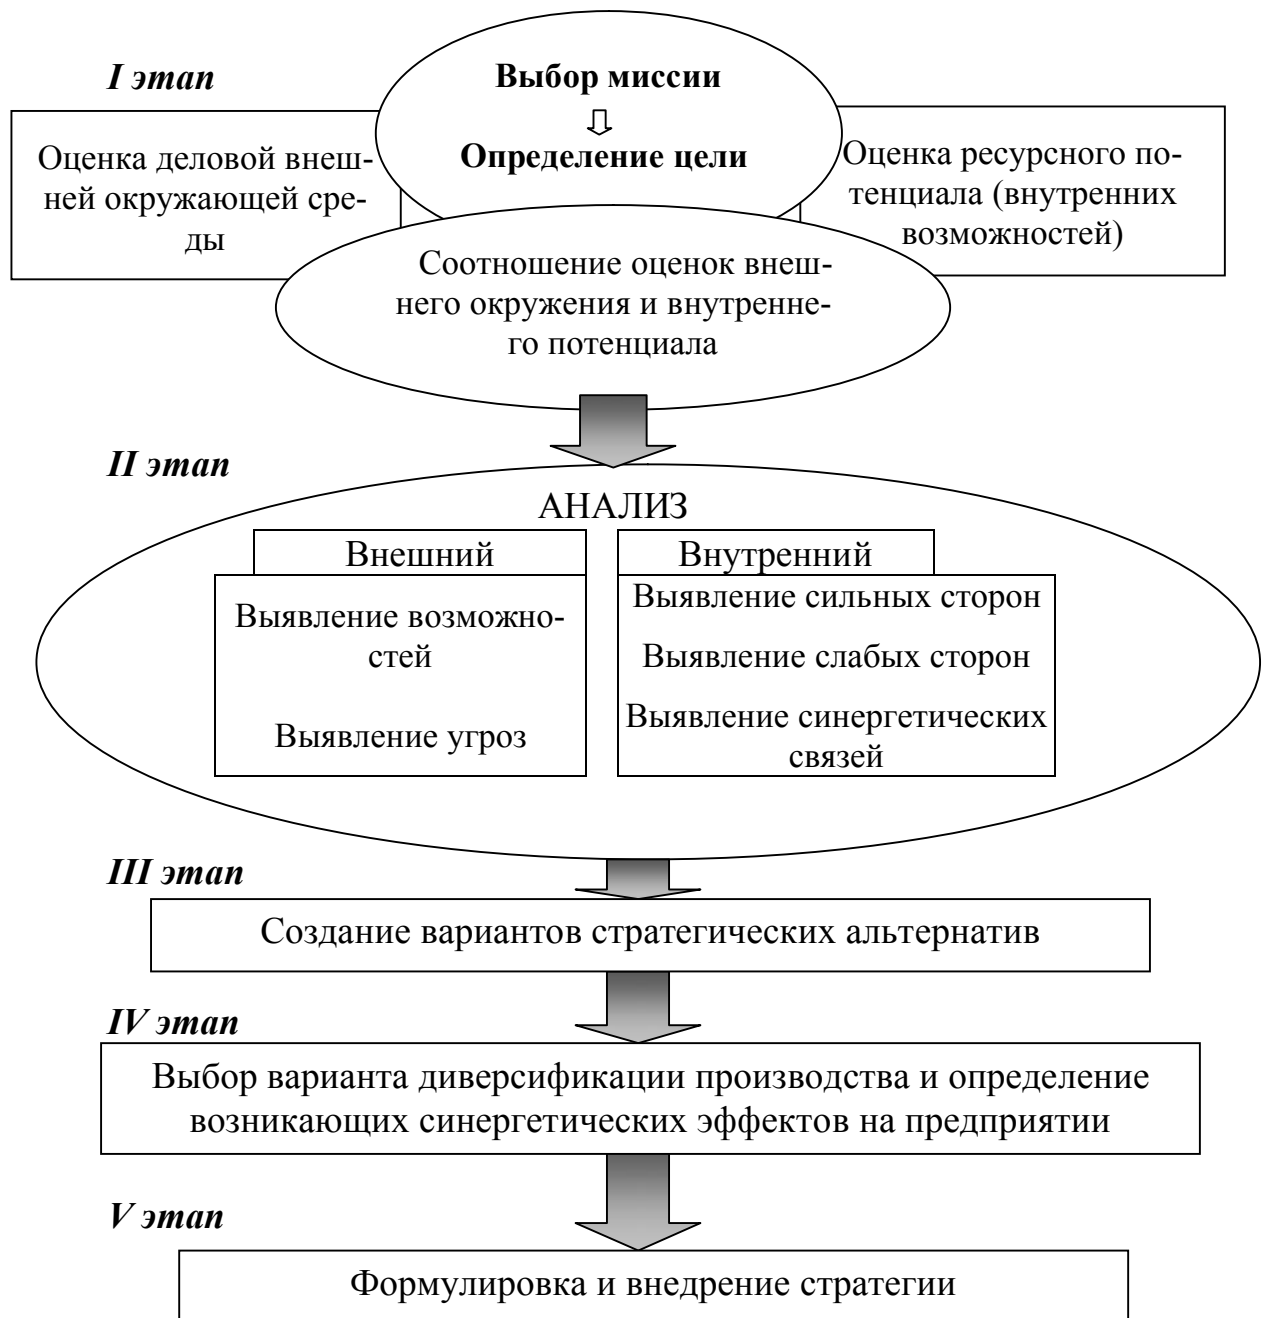 I этап
Выбор миссии
Определение цели
Оценка деловой внеш-
ней окружающей сре-
ды
Оценка ресурсного по-
тенциала (внутренних
возможностей)
Соотношение оценок внеш-
него окружения и внутренне-
го потенциала
II этап
АНАЛИЗ
Внешний
Выявление возможно-
стей
Выявление угроз
Внутренний
Выявление сильных сторон
Выявление слабых сторон
Выявление синергетических
связей
III этап
Создание вариантов стратегических альтернатив
IV этап
Выбор варианта диверсификации производства и определение
возникающих синергетических эффектов на предприятии
V этап
Формулировка и внедрение стратегии